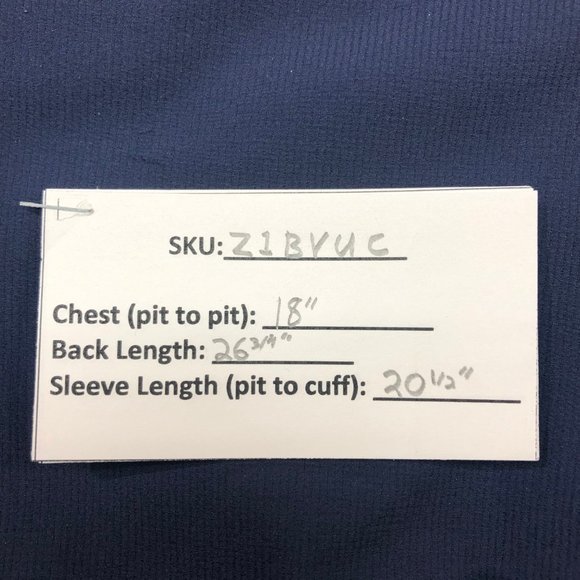 SKU: Z1BVUC
Chest (pit to pit): 18"
Back Length: 26 3/4"
Sleeve Length (pit to cuff): 20 1/2"